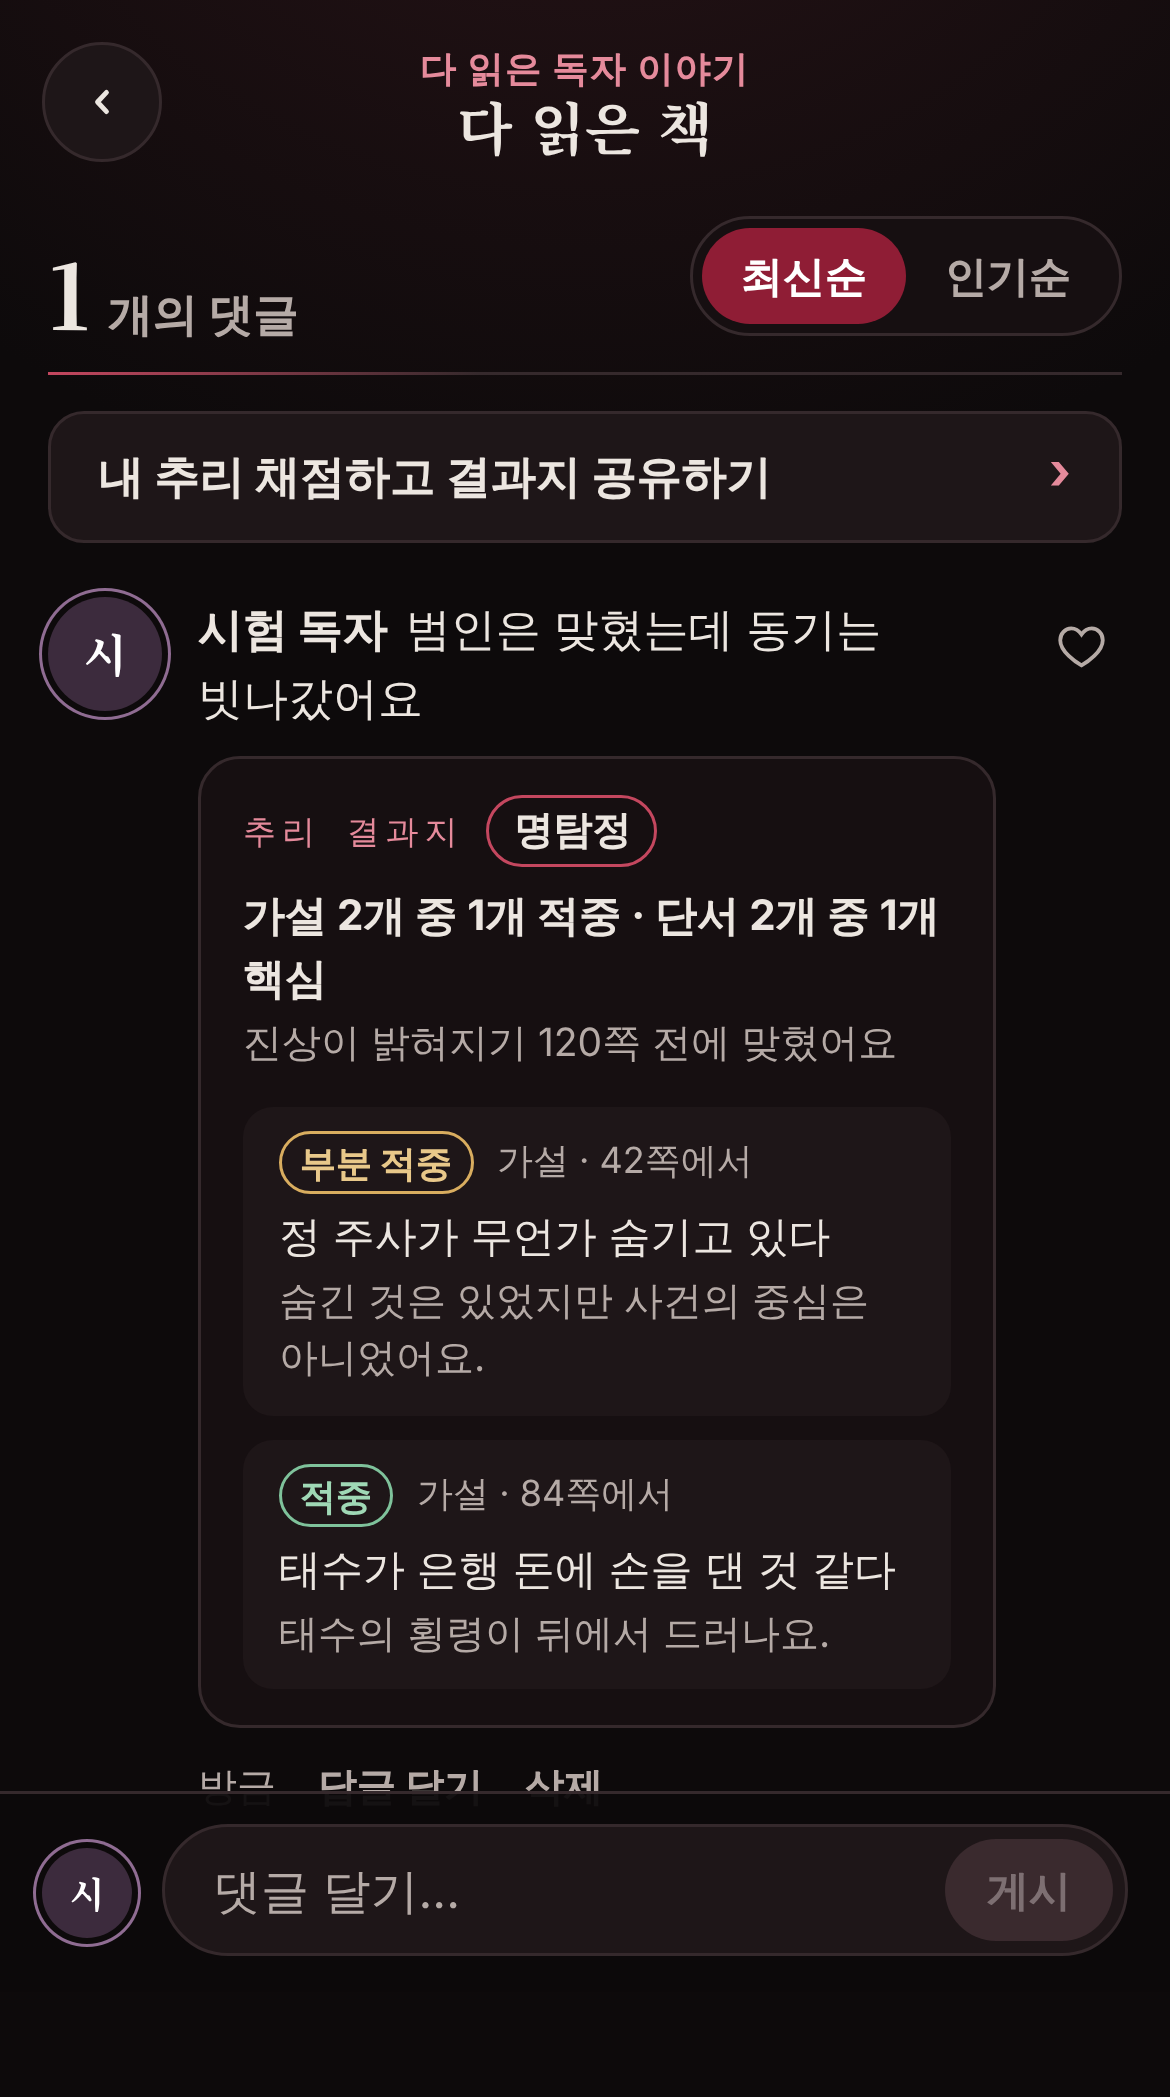 다 읽은 독자 이야기
다 읽은 책
1 개의 댓글
최신순 인기순
내 추리 채점하고 결과지 공유하기
시
시험 독자 범인은 맞혔는데 동기는
빗나갔어요
추리 결과지 명탐정
가설 2개 중 1개 적중 · 단서 2개 중 1개
핵심
진상이 밝혀지기 120쪽 전에 맞혔어요
부분 적중 가설 · 42쪽에서
정 주사가 무언가 숨기고 있다
숨긴 것은 있었지만 사건의 중심은
아니었어요.
적중 가설 · 84쪽에서
태수가 은행 돈에 손을 댄 것 같다
태수의 횡령이 뒤에서 드러나요.
방금 답글 달기 삭제
시 댓글 달기... 게시